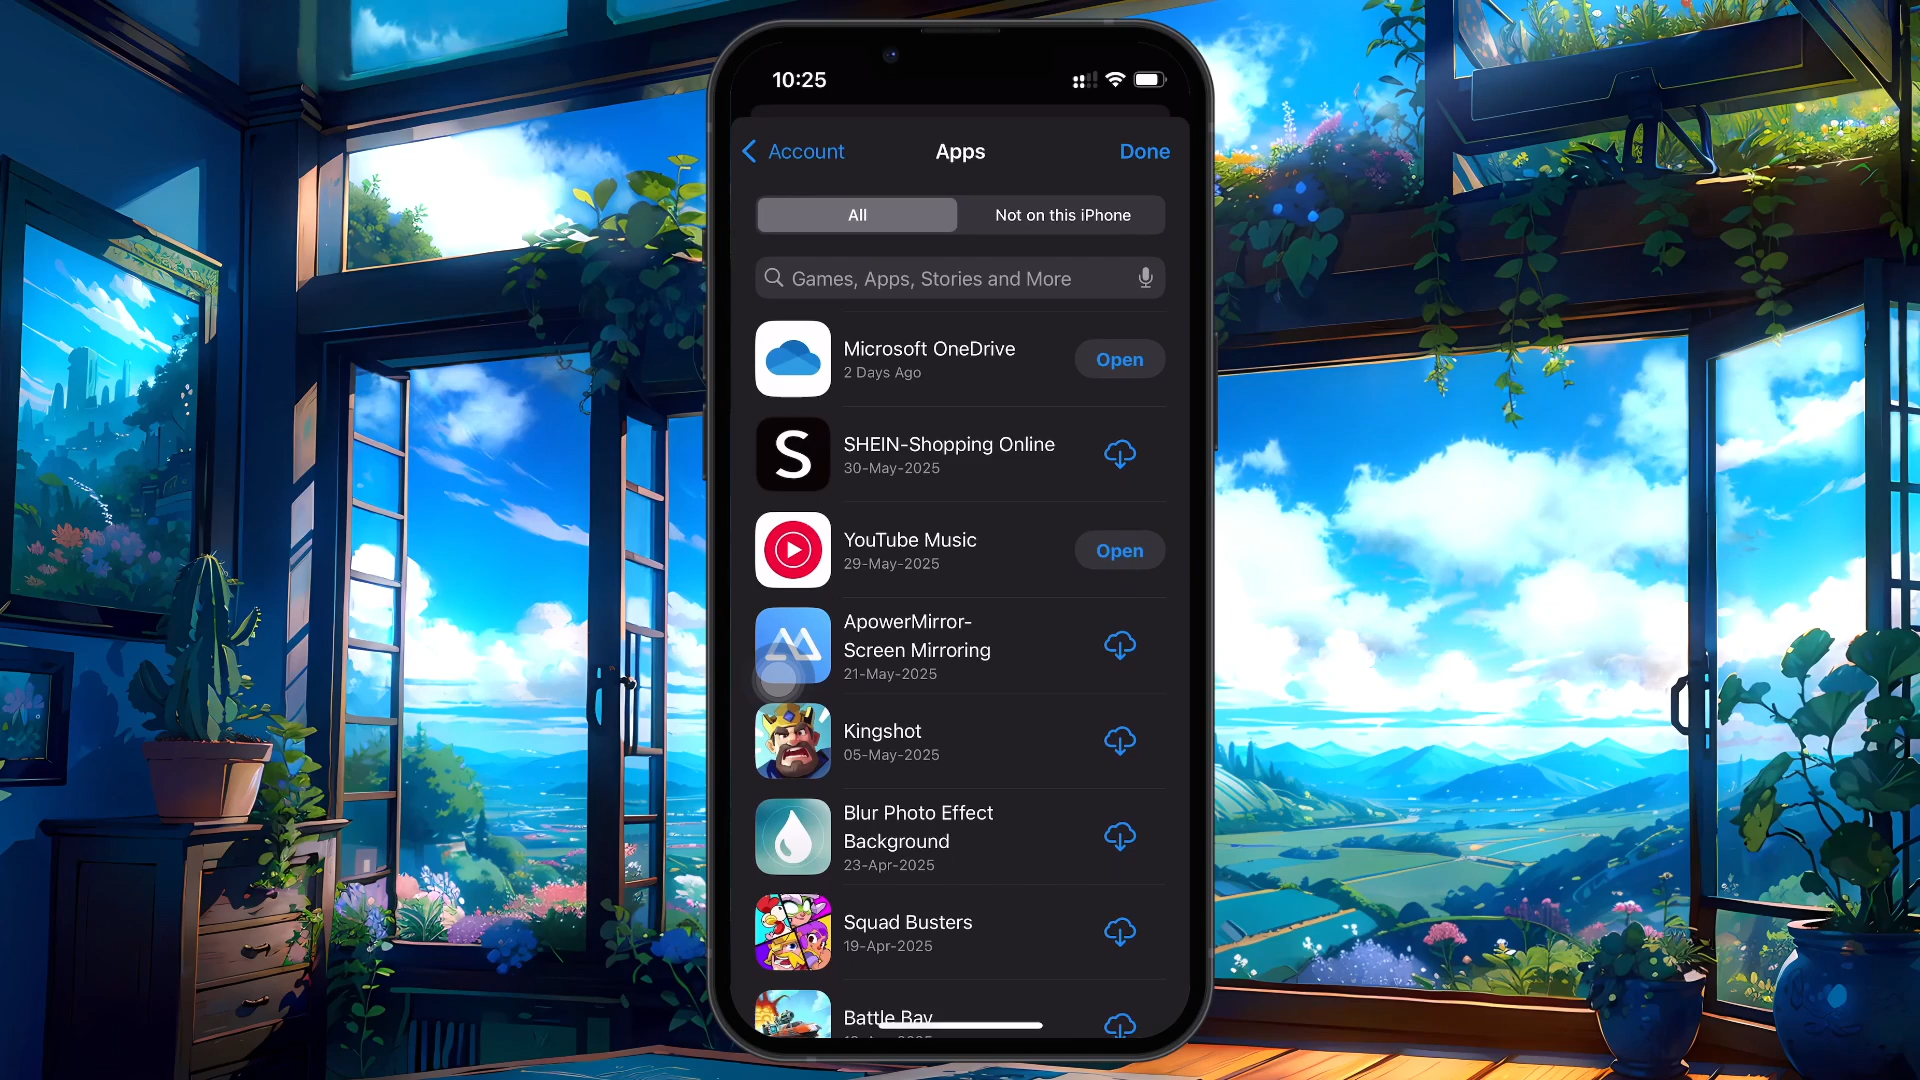 10:25
Account
Apps
Done
All
Not on this iPhone
Games, Apps, Stories and More
Microsoft OneDrive
2 Days Ago
Open
S
SHEIN-Shopping Online
30-May-2025
YouTube Music
29-May-2025
Open
ApowerMirror-
Screen Mirroring
21-May-2025
Kingshot
05-May-2025
Blur Photo Effect
Background
23-Apr-2025
Squad Busters
19-Apr-2025
Battle Bay